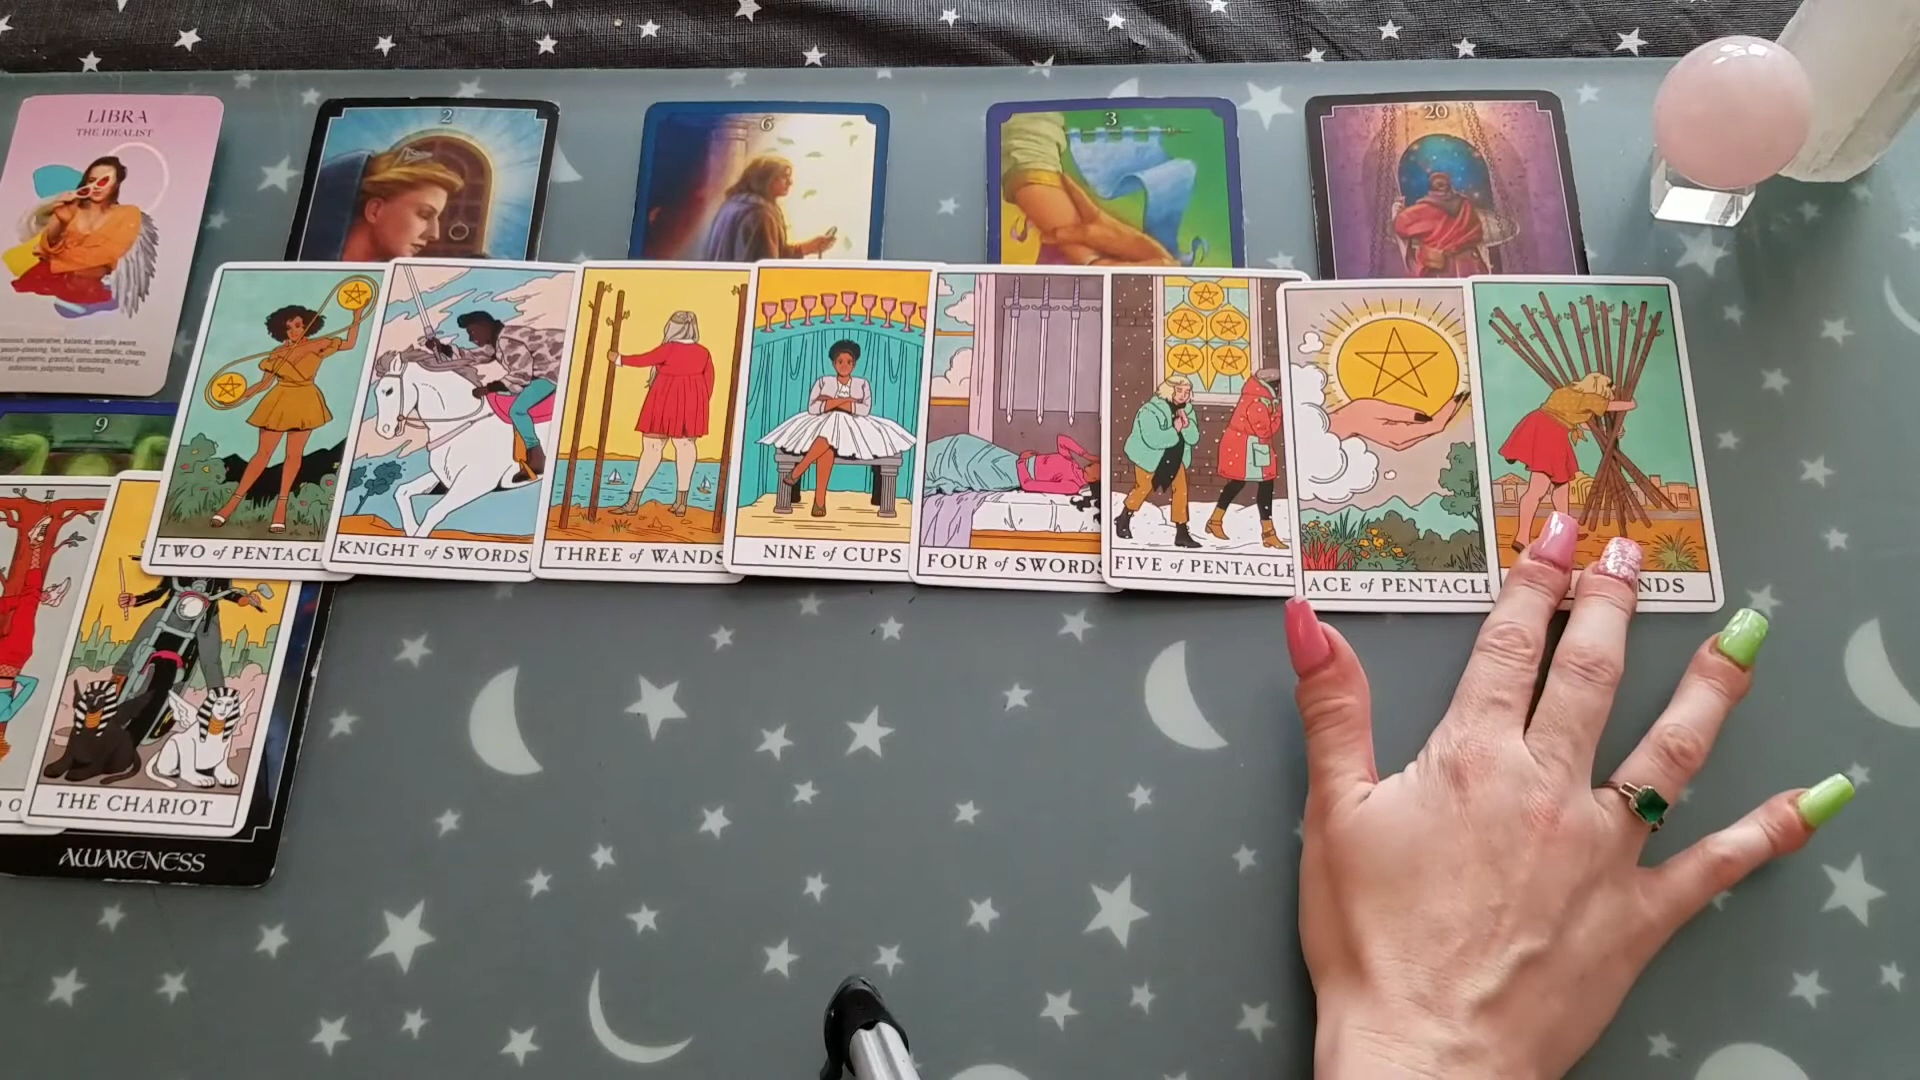 LIBRA
THE IDEALIST
2
6
3
20
9
II
TWO of PENTACL
KNIGHT of SWORDS
THREE of WANDS
NINE of CUPS
FOUR of SWORDS
FIVE of PENTACLE
ACE of PENTACLE
NDS
THE CHARIOT
AWARENESS